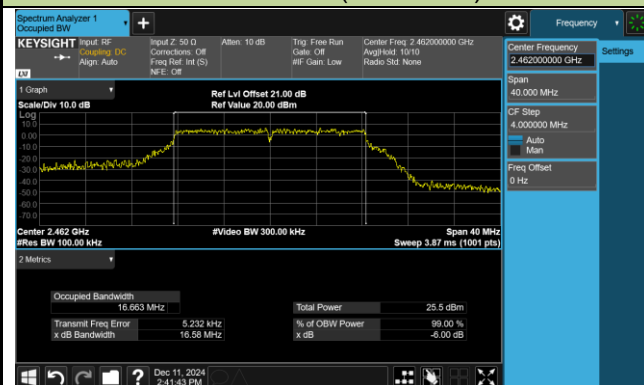 Spectrum Analyzer 1
Occupied BW
Frequency
KEYSIGHT
Input: RF
Coupling: DC
Align: Auto
Input Z: 50 Ω
Corrections: Off
Freq Ref: Int (S)
NFE: Off
Atten: 10 dB
Trig: Free Run
Gate: Off
#IF Gain: Low
Center Freq: 2.462000000 GHz
Avg|Hold: 10/10
Radio Std: None
LXI
Center Frequency
2.462000000 GHz
Settings
Span
40.000 MHz
CF Step
4.000000 MHz
Auto
Man
Freq Offset
0 Hz
1 Graph
Scale/Div 10.0 dB
Ref Lvl Offset 21.00 dB
Ref Value 20.00 dBm
Log
10.0
0.00
-10.0
-20.0
-30.0
-40.0
-50.0
-60.0
-70.0
Center 2.462 GHz
#Res BW 100.00 kHz
#Video BW 300.00 kHz
Span 40 MHz
Sweep 3.87 ms (1001 pts)
2 Metrics
Occupied Bandwidth
16.663 MHz
Total Power 25.5 dBm
Transmit Freq Error 5.232 kHz
% of OBW Power 99.00 %
x dB Bandwidth 16.58 MHz
x dB -6.00 dB
Dec 11, 2024
2:41:43 PM